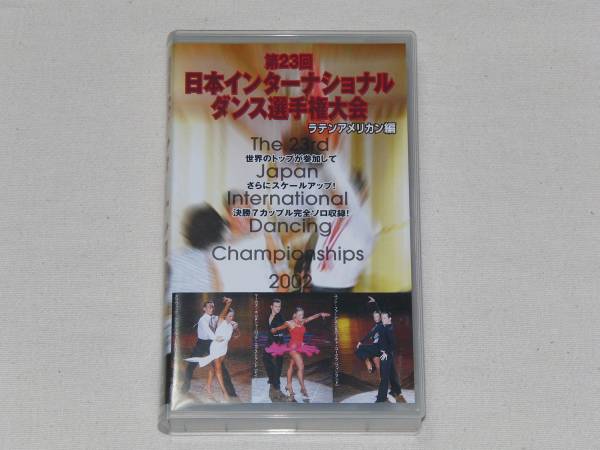 第23回
日本インターナショナル
ダンス選手権大会
ラテンアメリカン編
The 23rd
世界のトップが参加して
Japan
さらにスケールアップ!
International
決勝7カップル完全ソロ収録!
Dancing
Championships
2002